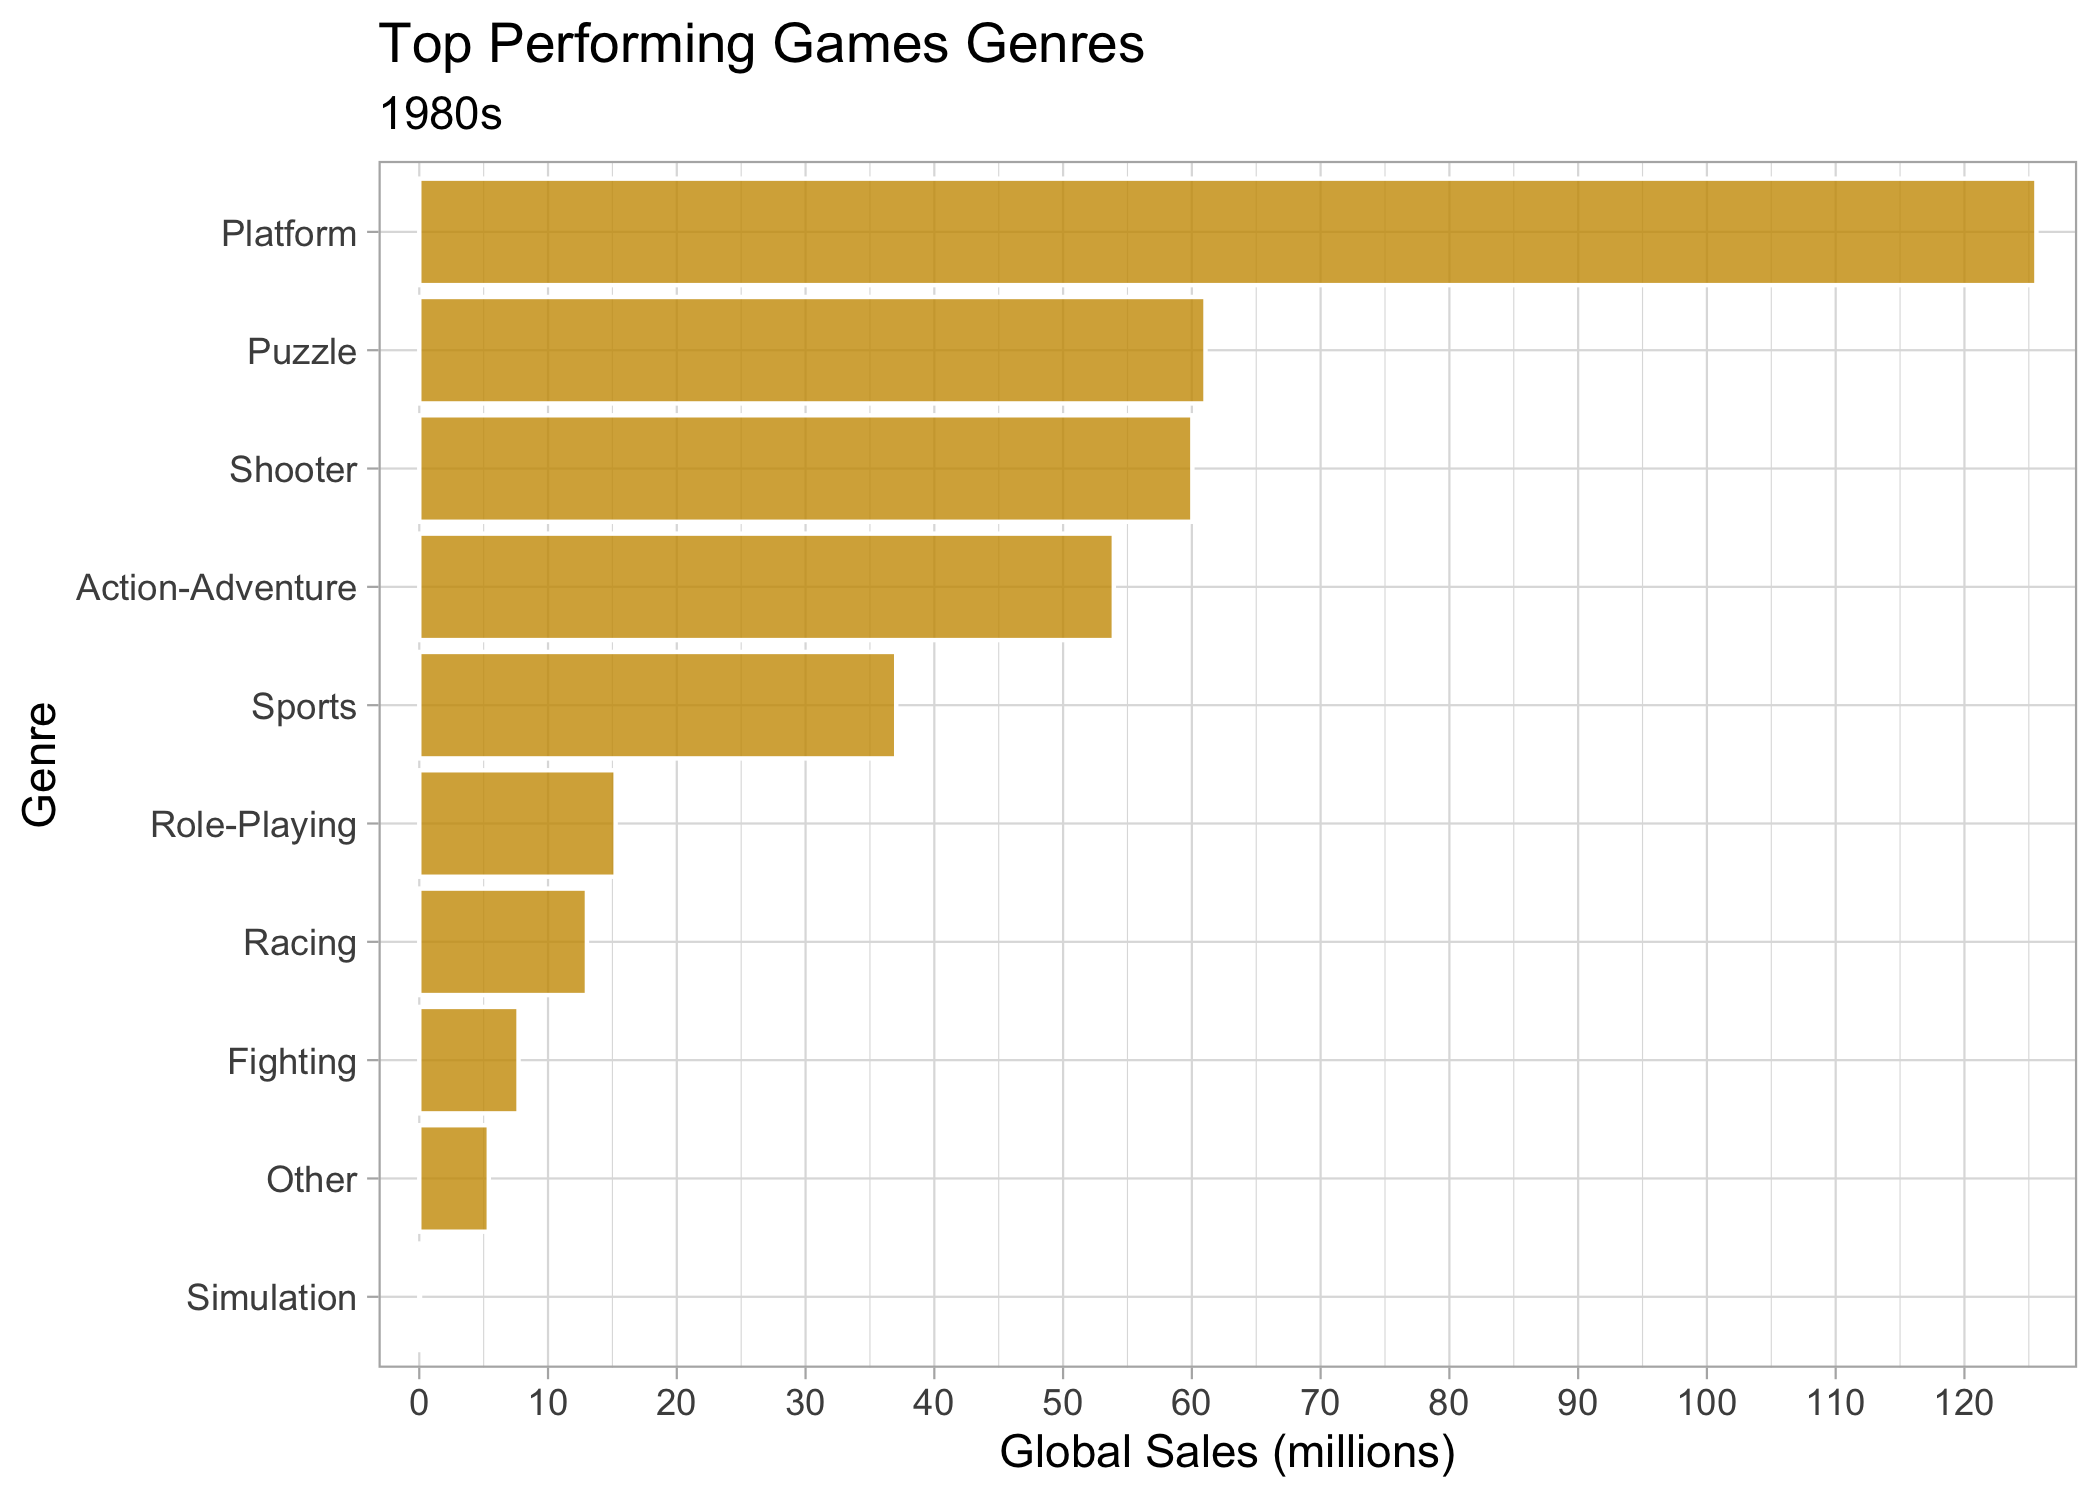 Top Performing Games Genres
1980s
Genre
Platform
Puzzle
Shooter
Action-Adventure
Sports
Role-Playing
Racing
Fighting
Other
Simulation
0 10 20 30 40 50 60 70 80 90 100 110 120
Global Sales (millions)